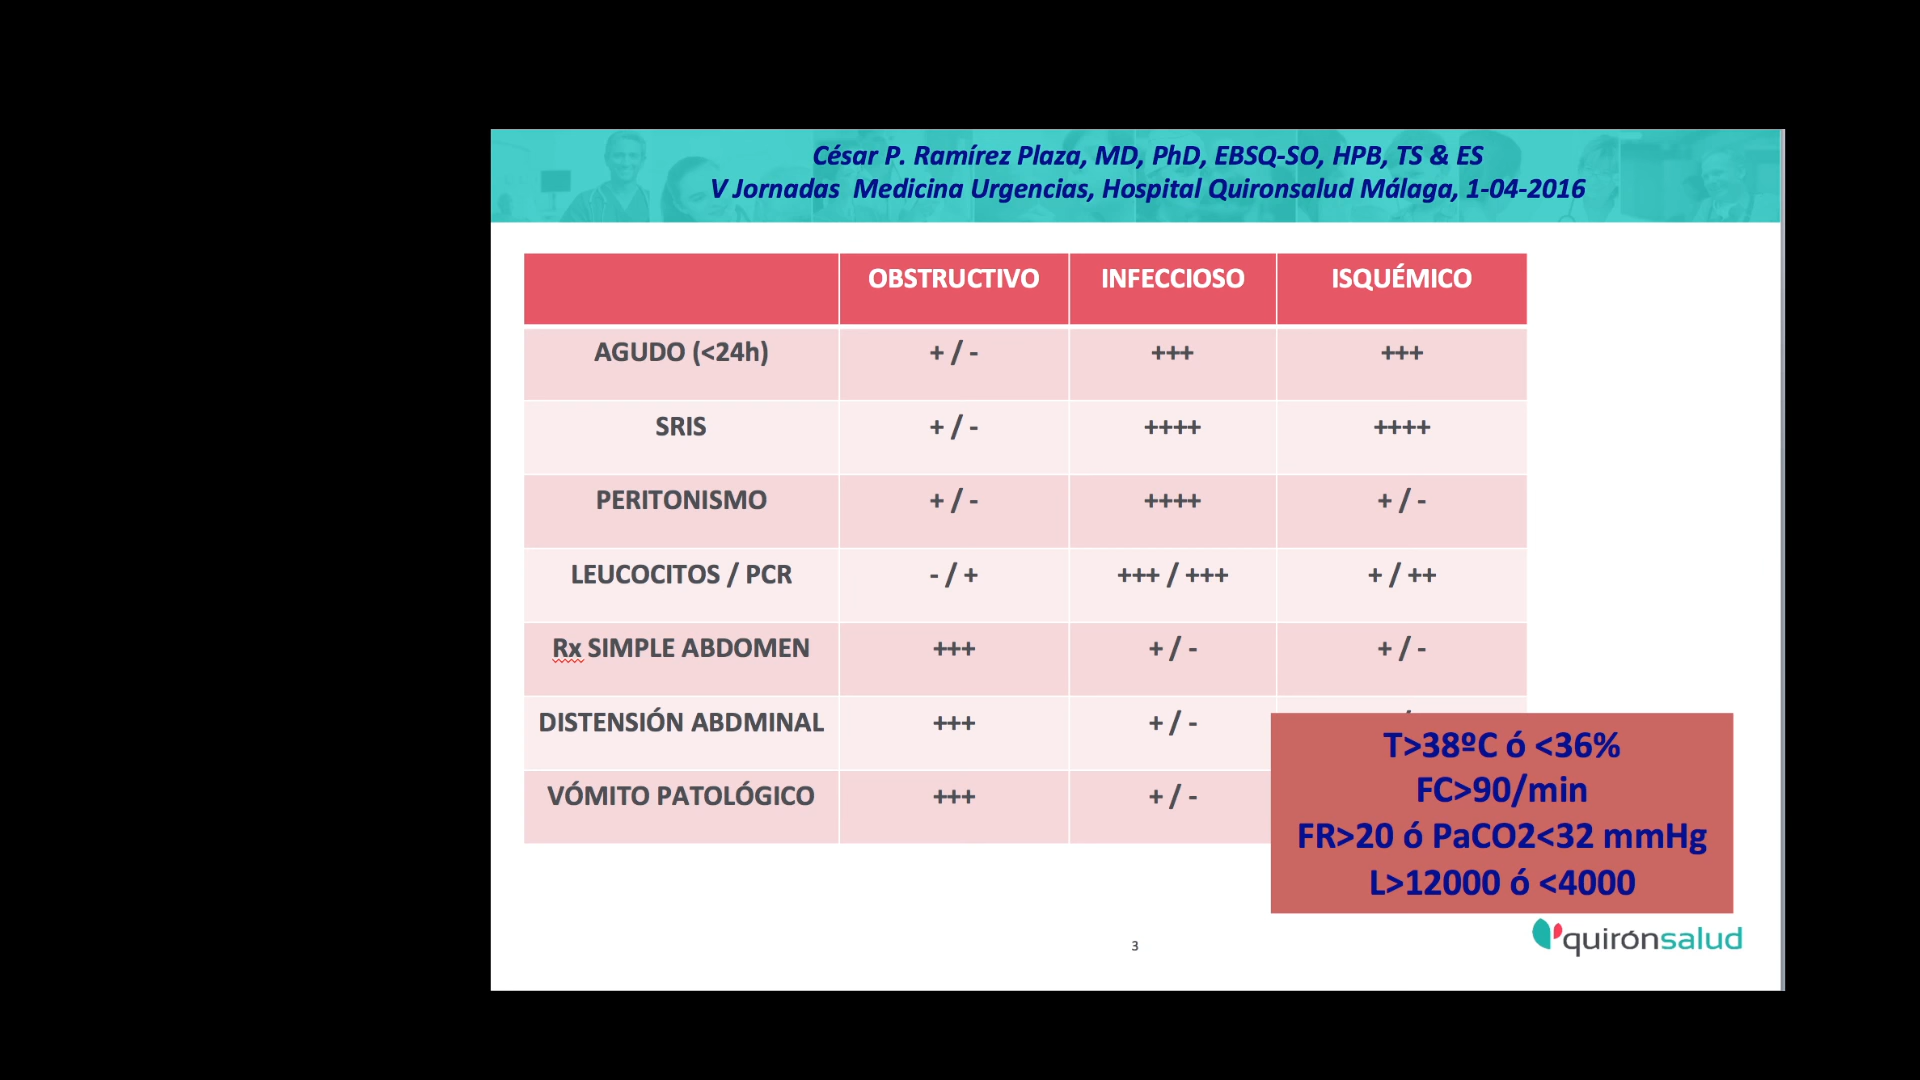 César P. Ramírez Plaza, MD, PhD, EBSQ-SO, HPB, TS & ES
V Jornadas Medicina Urgencias, Hospital Quironsalud Málaga, 1-04-2016
OBSTRUCTIVO INFECCIOSO ISQUÉMICO
AGUDO (<24h) + / - +++ +++
SRIS + / - ++++ ++++
PERITONISMO + / - ++++ + / -
LEUCOCITOS / PCR - / + +++ / +++ + / ++
Rx SIMPLE ABDOMEN +++ + / - + / -
DISTENSIÓN ABDMINAL +++ + / -
VÓMITO PATOLÓGICO +++ + / -
T>38ºC ó <36%
FC>90/min
FR>20 ó PaCO2<32 mmHg
L>12000 ó <4000
3
quirónsalud